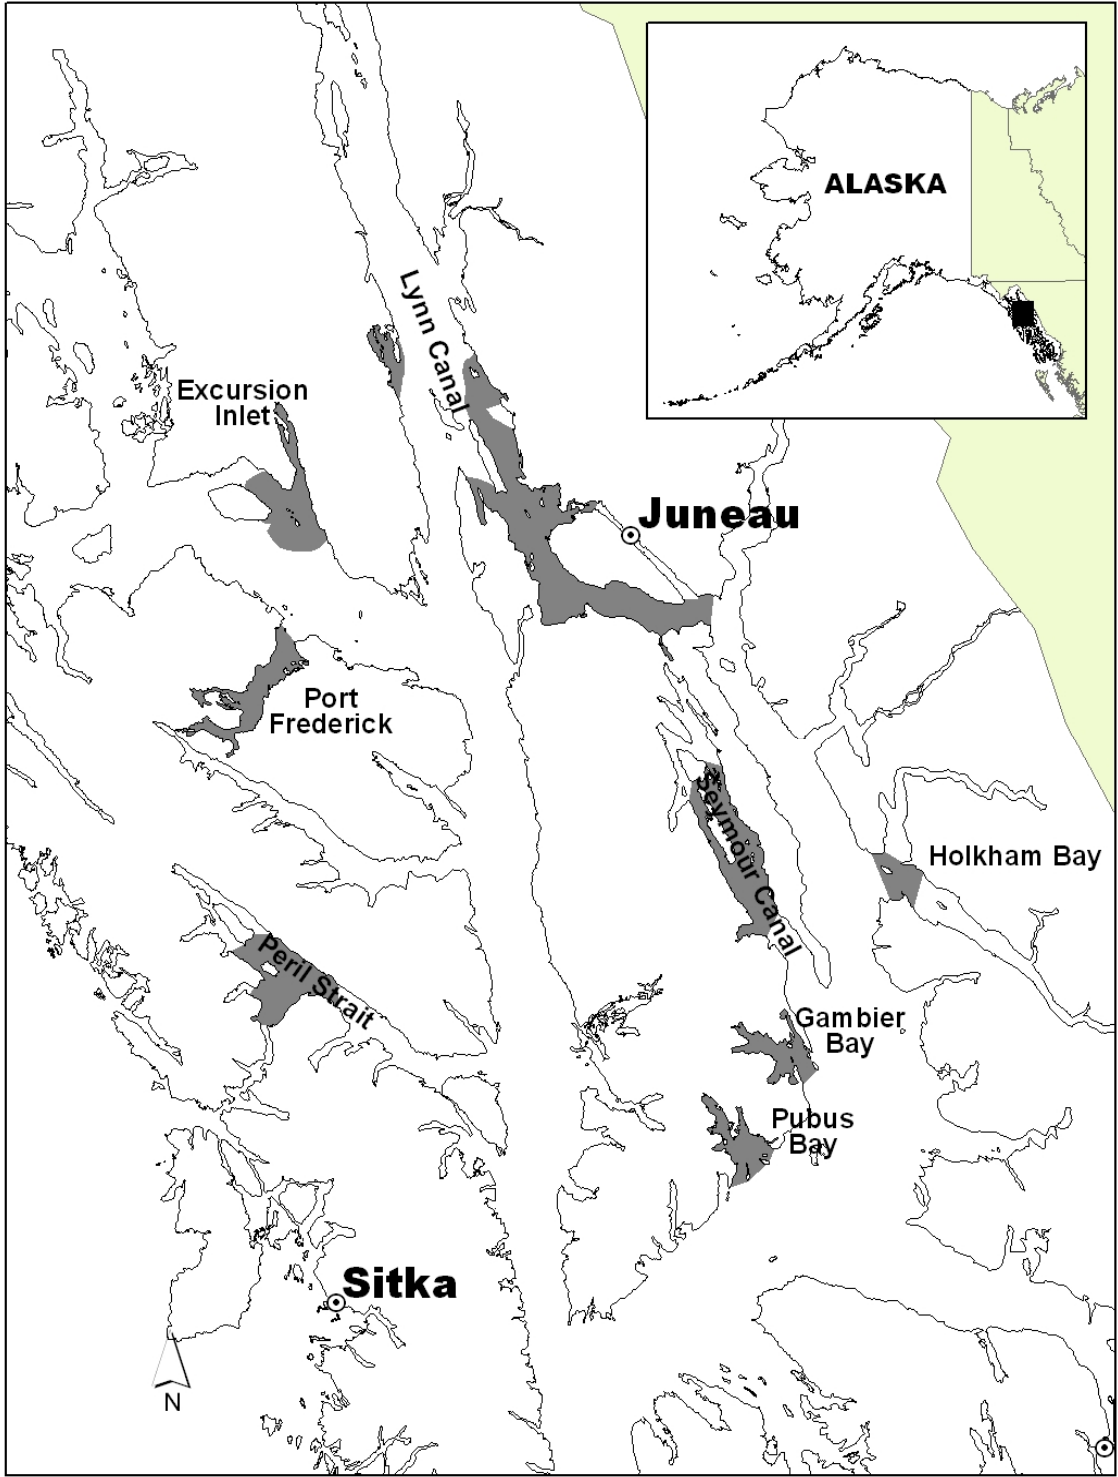 ALASKA
Lynn Canal
Excursion
Inlet
Juneau
Port
Frederick
Seymour Canal
Holkham Bay
Peril Strait
Gambier
Bay
Pubus
Bay
Sitka
N